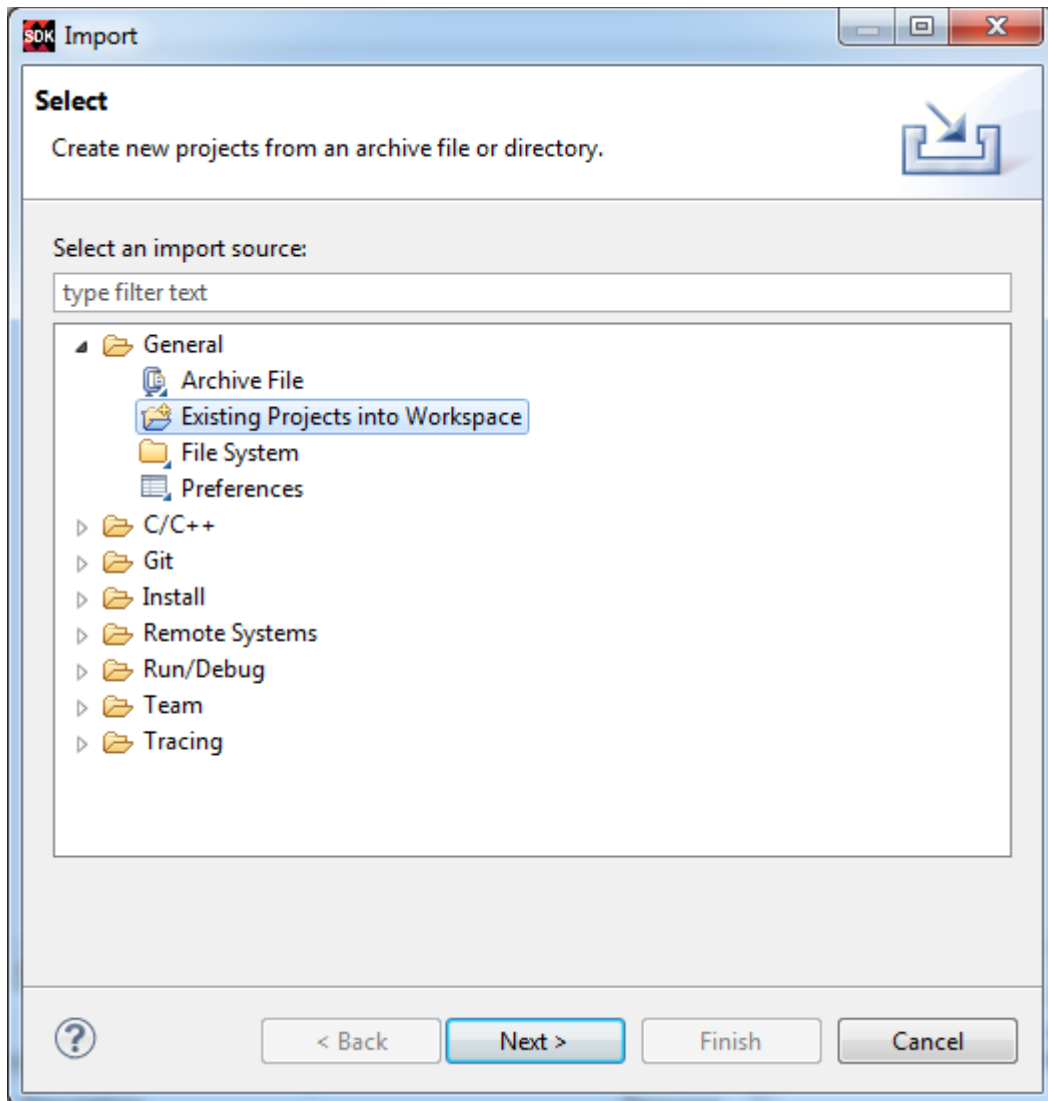 SDK Import
Select
Create new projects from an archive file or directory.
Select an import source:
type filter text
General
Archive File
Existing Projects into Workspace
File System
Preferences
C/C++
Git
Install
Remote Systems
Run/Debug
Team
Tracing
? < Back Next > Finish Cancel